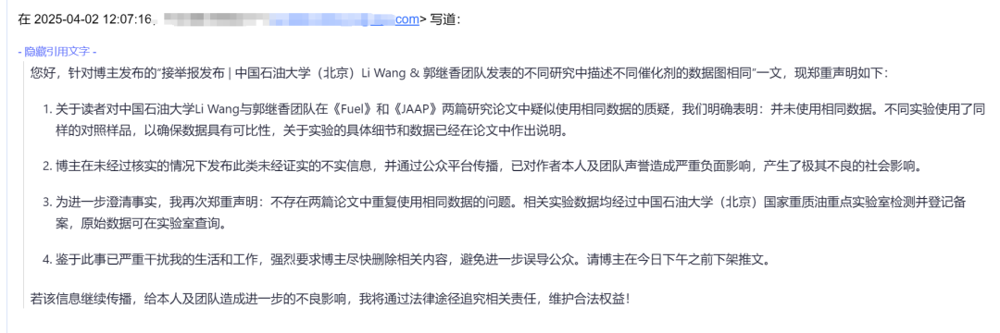 在 2025-04-02 12:07:16, com> 写道：
- 隐藏引用文字 -
您好，针对博主发布的“接举报发布 | 中国石油大学（北京）Li Wang & 郭继香团队发表的不同研究中描述不同催化剂的数据图相同”一文，现郑重声明如下：
1. 关于读者对中国石油大学Li Wang与郭继香团队在《Fuel》和《JAAP》两篇研究论文中疑似使用相同数据的质疑，我们明确表明：并未使用相同数据。不同实验使用了同
样的对照样品，以确保数据具有可比性，关于实验的具体细节和数据已经在论文中作出说明。
2. 博主在未经过核实的情况下发布此类未经证实的不实信息，并通过公众平台传播，已对作者本人及团队声誉造成严重负面影响，产生了极其不良的社会影响。
3. 为进一步澄清事实，我再次郑重声明：不存在两篇论文中重复使用相同数据的问题。相关实验数据均经过中国石油大学（北京）国家重质油重点实验室检测并登记备
案，原始数据可在实验室查询。
4. 鉴于此事已严重干扰我的生活和工作，强烈要求博主尽快删除相关内容，避免进一步误导公众。请博主在今日下午之前下架推文。
若该信息继续传播，给本人及团队造成进一步的不良影响，我将通过法律途径追究相关责任，维护合法权益！